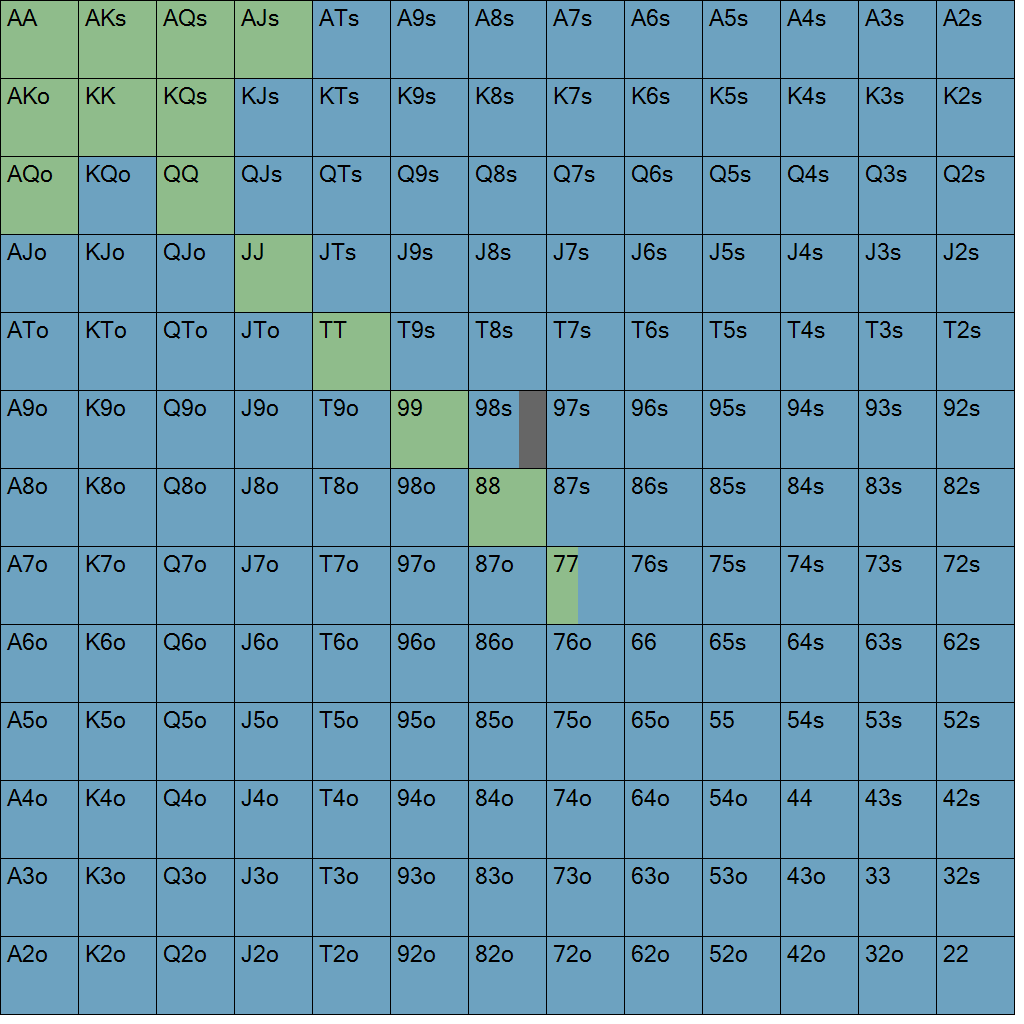 AA AKs AQs AJs ATs A9s A8s A7s A6s A5s A4s A3s A2s
AKo KK KQs KJs KTs K9s K8s K7s K6s K5s K4s K3s K2s
AQo KQo QQ QJs QTs Q9s Q8s Q7s Q6s Q5s Q4s Q3s Q2s
AJo KJo QJo JJ JTs J9s J8s J7s J6s J5s J4s J3s J2s
ATo KTo QTo JTo TT T9s T8s T7s T6s T5s T4s T3s T2s
A9o K9o Q9o J9o T9o 99 98s 97s 96s 95s 94s 93s 92s
A8o K8o Q8o J8o T8o 98o 88 87s 86s 85s 84s 83s 82s
A7o K7o Q7o J7o T7o 97o 87o 77 76s 75s 74s 73s 72s
A6o K6o Q6o J6o T6o 96o 86o 76o 66 65s 64s 63s 62s
A5o K5o Q5o J5o T5o 95o 85o 75o 65o 55 54s 53s 52s
A4o K4o Q4o J4o T4o 94o 84o 74o 64o 54o 44 43s 42s
A3o K3o Q3o J3o T3o 93o 83o 73o 63o 53o 43o 33 32s
A2o K2o Q2o J2o T2o 92o 82o 72o 62o 52o 42o 32o 22